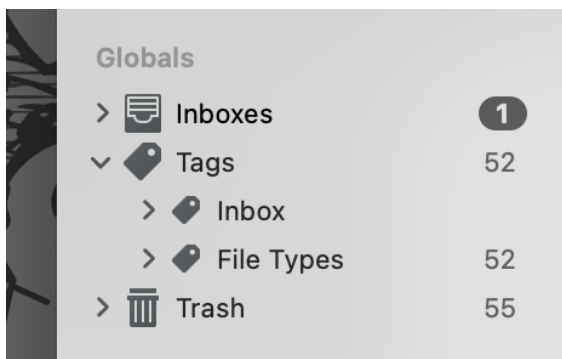 Globals
Inboxes 1
Tags 52
Inbox
File Types 52
Trash 55